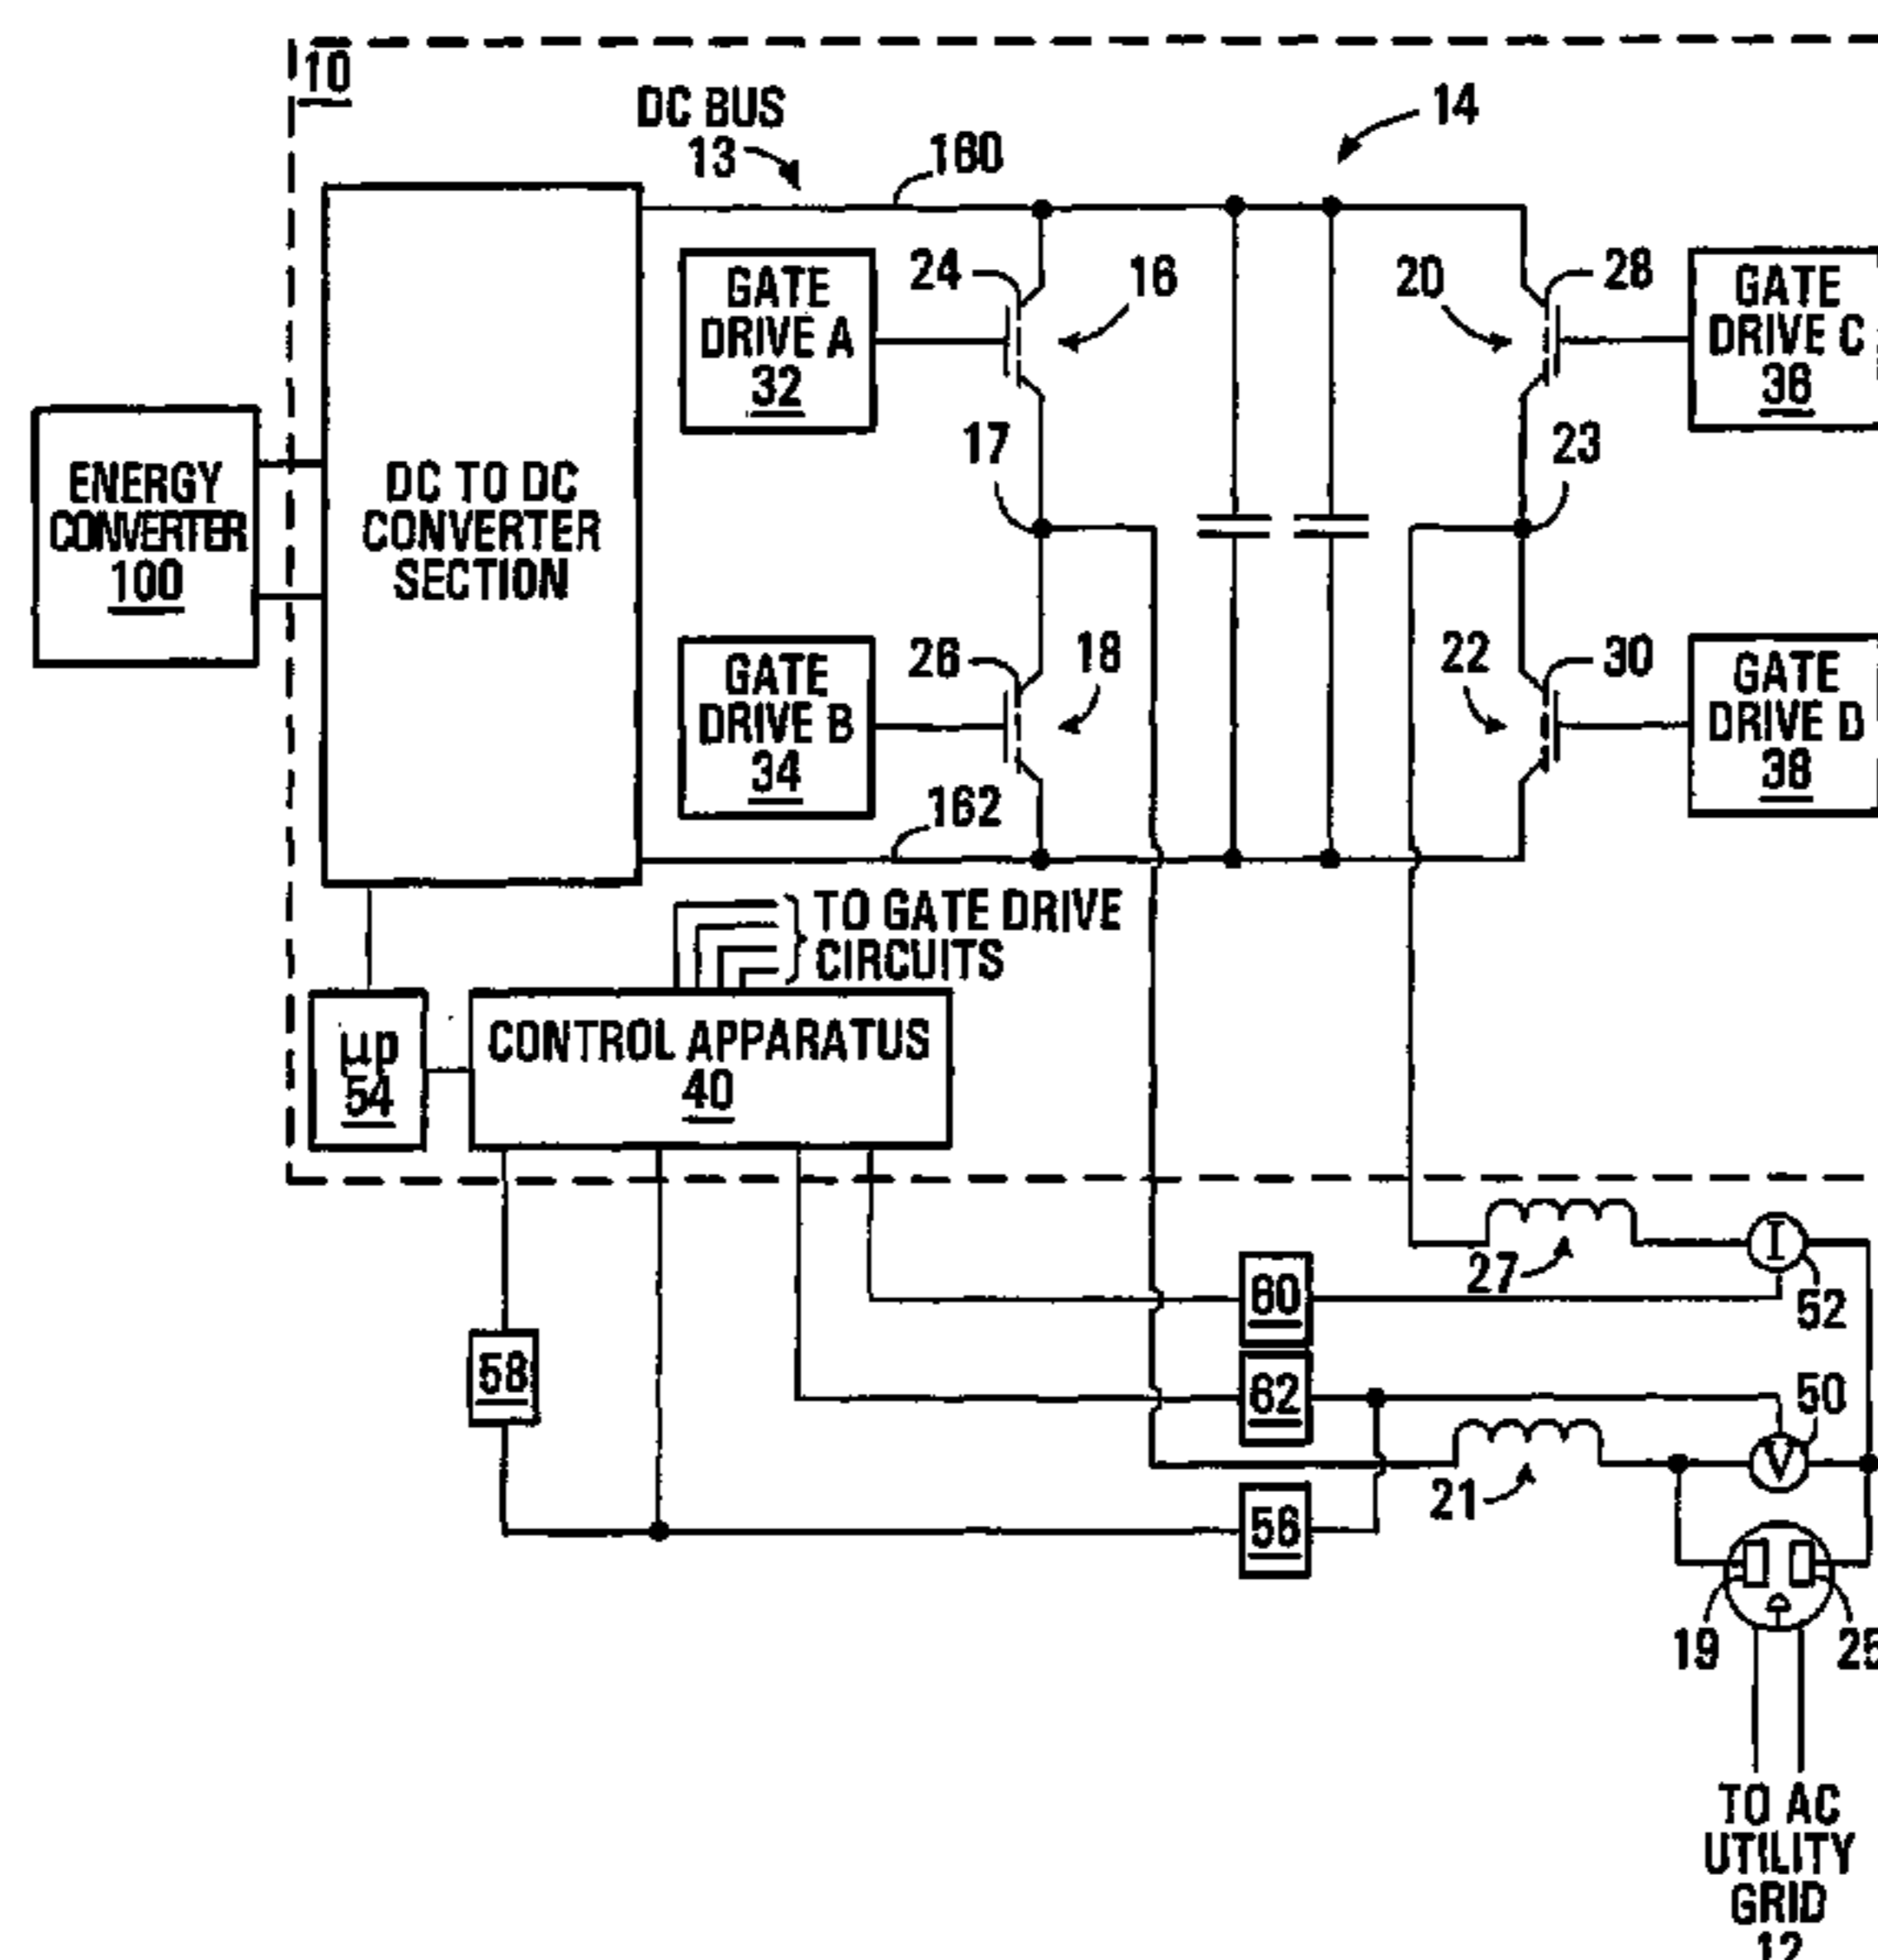 10
DC BUS
13
160
14
GATE
DRIVE A
32
24
16
20
28
GATE
DRIVE C
36
ENERGY
CONVERTER
100
DC TO DC
CONVERTER
SECTION
17
23
GATE
DRIVE B
34
26
18
22
30
GATE
DRIVE D
38
162
TO GATE DRIVE
CIRCUITS
µp
54
CONTROL APPARATUS
40
27
52
I
60
58
62
50
V
21
56
19
TO AC
UTILITY
GRID
12